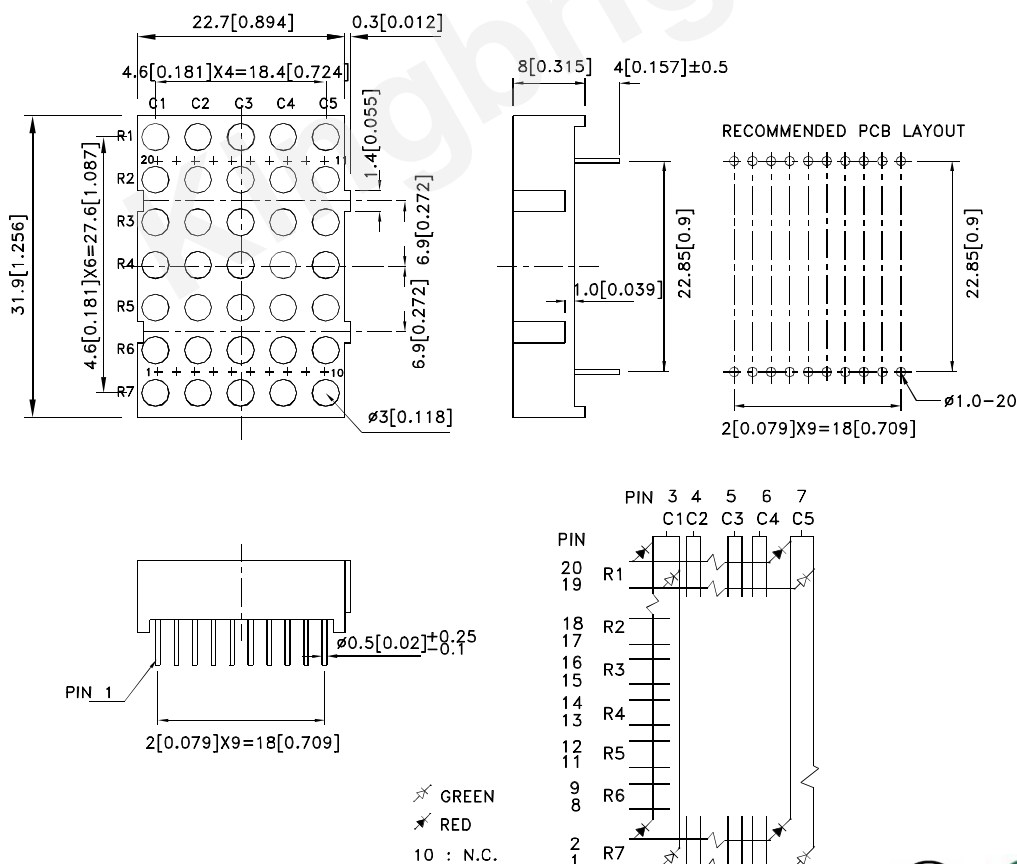 22.7[0.894]
0.3[0.012]
4.6[0.181]X4=18.4[0.724]
C1 C2 C3 C4 C5
R1
20
11
R2
R3
R4
R5
R6
1
10
R7
31.9[1.256]
4.6[0.181]X6=27.6[1.087]
1.4[0.055]
6.9[0.272]
6.9[0.272]
ø3[0.118]
8[0.315]
4[0.157]±0.5
1.0[0.039]
22.85[0.9]
RECOMMENDED PCB LAYOUT
22.85[0.9]
ø1.0-20
2[0.079]X9=18[0.709]
ø0.5[0.02]+0.25
-0.1
PIN 1
2[0.079]X9=18[0.709]
GREEN
RED
10 : N.C.
PIN 3 4 5 6 7
C1 C2 C3 C4 C5
PIN
20
19
R1
18
17
R2
16
15
R3
14
13
R4
12
11
R5
9
8
R6
2
1
R7
Kingbrig